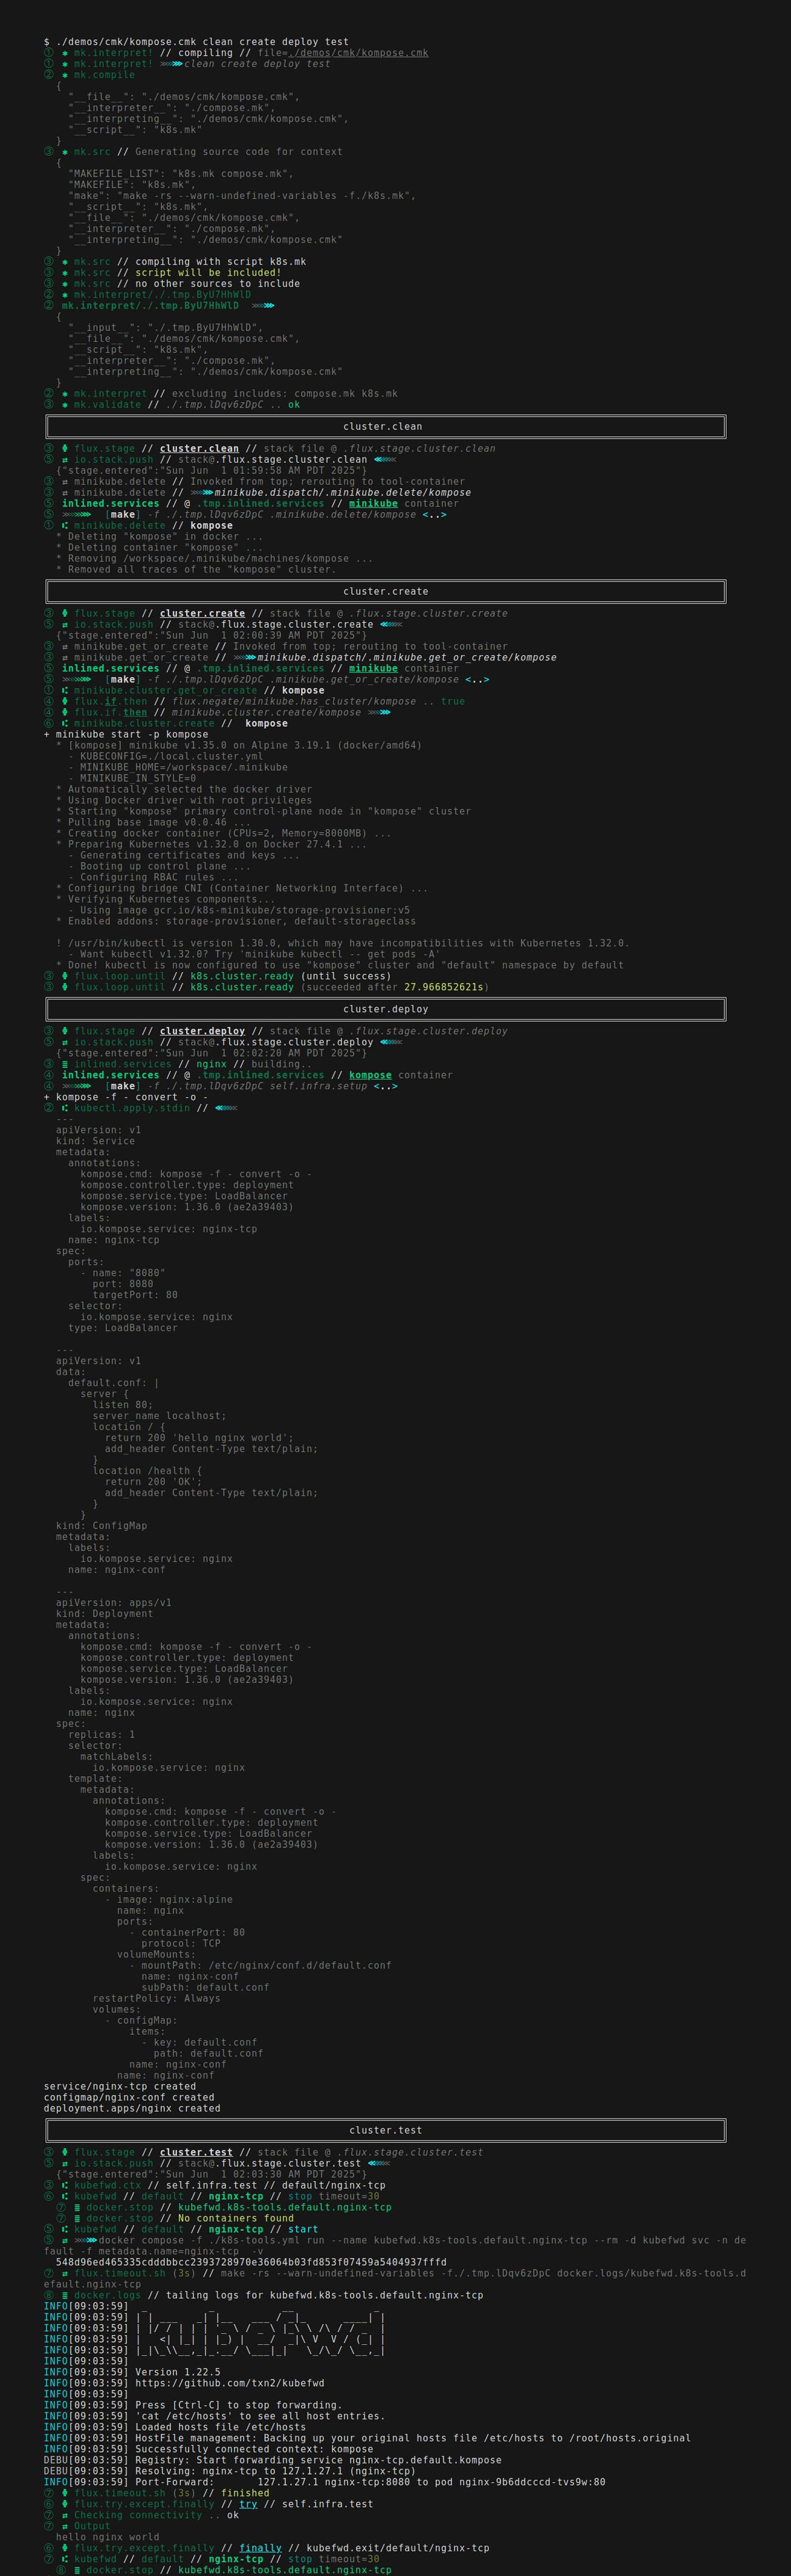 $ ./demos/cmk/kompose.cmk clean create deploy test
① ✱ mk.interpret! // compiling // file=./demos/cmk/kompose.cmk
① ✱ mk.interpret! ⋙⋙clean create deploy test
② ✱ mk.compile
{
"__file__": "./demos/cmk/kompose.cmk",
"__interpreter__": "./compose.mk",
"__interpreting__": "./demos/cmk/kompose.cmk",
"__script__": "k8s.mk"
}
③ ✱ mk.src // Generating source code for context
{
"MAKEFILE_LIST": "k8s.mk compose.mk",
"MAKEFILE": "k8s.mk",
"make": "make -rs --warn-undefined-variables -f./k8s.mk",
"__script__": "k8s.mk",
"__file__": "./demos/cmk/kompose.cmk",
"__interpreter__": "./compose.mk",
"__interpreting__": "./demos/cmk/kompose.cmk"
}
③ ✱ mk.src // compiling with script k8s.mk
③ ✱ mk.src // script will be included!
③ ✱ mk.src // no other sources to include
② ✱ mk.interpret/./.tmp.ByU7HhWlD
② mk.interpret/./.tmp.ByU7HhWlD ⋙⋙
{
"__input__": "./.tmp.ByU7HhWlD",
"__file__": "./demos/cmk/kompose.cmk",
"__script__": "k8s.mk",
"__interpreter__": "./compose.mk",
"__interpreting__": "./demos/cmk/kompose.cmk"
}
② ✱ mk.interpret // excluding includes: compose.mk k8s.mk
③ ✱ mk.validate // ./.tmp.lDqv6zDpC .. ok
cluster.clean
③ Φ flux.stage // cluster.clean // stack file @ .flux.stage.cluster.clean
⑤ ⇄ io.stack.push // stack@.flux.stage.cluster.clean ⋘⋘
{"stage.entered":"Sun Jun  1 01:59:58 AM PDT 2025"}
③ ⇄ minikube.delete // Invoked from top; rerouting to tool-container
③ ⇄ minikube.delete // ⋙⋙minikube.dispatch/.minikube.delete/kompose
⑤ inlined.services // @ .tmp.inlined.services // minikube container
⑤ ⋙⋙ [make] -f ./.tmp.lDqv6zDpC .minikube.delete/kompose <..>
① ⑆ minikube.delete // kompose
* Deleting "kompose" in docker ...
* Deleting container "kompose" ...
* Removing /workspace/.minikube/machines/kompose ...
* Removed all traces of the "kompose" cluster.
cluster.create
③ Φ flux.stage // cluster.create // stack file @ .flux.stage.cluster.create
⑤ ⇄ io.stack.push // stack@.flux.stage.cluster.create ⋘⋘
{"stage.entered":"Sun Jun  1 02:00:39 AM PDT 2025"}
③ ⇄ minikube.get_or_create // Invoked from top; rerouting to tool-container
③ ⇄ minikube.get_or_create // ⋙⋙minikube.dispatch/.minikube.get_or_create/kompose
⑤ inlined.services // @ .tmp.inlined.services // minikube container
⑤ ⋙⋙ [make] -f ./.tmp.lDqv6zDpC .minikube.get_or_create/kompose <..>
① ⑆ minikube.cluster.get_or_create // kompose
④ Φ flux.if.then // flux.negate/minikube.has_cluster/kompose .. true
④ Φ flux.if.then // minikube.cluster.create/kompose ⋙⋙
⑥ ⑆ minikube.cluster.create //  kompose
+ minikube start -p kompose
* [kompose] minikube v1.35.0 on Alpine 3.19.1 (docker/amd64)
- KUBECONFIG=./local.cluster.yml
- MINIKUBE_HOME=/workspace/.minikube
- MINIKUBE_IN_STYLE=0
* Automatically selected the docker driver
* Using Docker driver with root privileges
* Starting "kompose" primary control-plane node in "kompose" cluster
* Pulling base image v0.0.46 ...
* Creating docker container (CPUs=2, Memory=8000MB) ...
* Preparing Kubernetes v1.32.0 on Docker 27.4.1 ...
- Generating certificates and keys ...
- Booting up control plane ...
- Configuring RBAC rules ...
* Configuring bridge CNI (Container Networking Interface) ...
* Verifying Kubernetes components...
- Using image gcr.io/k8s-minikube/storage-provisioner:v5
* Enabled addons: storage-provisioner, default-storageclass
! /usr/bin/kubectl is version 1.30.0, which may have incompatibilities with Kubernetes 1.32.0.
- Want kubectl v1.32.0? Try 'minikube kubectl -- get pods -A'
* Done! kubectl is now configured to use "kompose" cluster and "default" namespace by default
③ Φ flux.loop.until // k8s.cluster.ready (until success)
③ Φ flux.loop.until // k8s.cluster.ready (succeeded after 27.966852621s)
cluster.deploy
③ Φ flux.stage // cluster.deploy // stack file @ .flux.stage.cluster.deploy
⑤ ⇄ io.stack.push // stack@.flux.stage.cluster.deploy ⋘⋘
{"stage.entered":"Sun Jun  1 02:02:20 AM PDT 2025"}
③ ≣ inlined.services // nginx // building..
④ inlined.services // @ .tmp.inlined.services // kompose container
④ ⋙⋙ [make] -f ./.tmp.lDqv6zDpC self.infra.setup <..>
+ kompose -f - convert -o -
② ⑆ kubectl.apply.stdin // ⋘⋘
---
apiVersion: v1
kind: Service
metadata:
annotations:
kompose.cmd: kompose -f - convert -o -
kompose.controller.type: deployment
kompose.service.type: LoadBalancer
kompose.version: 1.36.0 (ae2a39403)
labels:
io.kompose.service: nginx-tcp
name: nginx-tcp
spec:
ports:
- name: "8080"
port: 8080
targetPort: 80
selector:
io.kompose.service: nginx
type: LoadBalancer
---
apiVersion: v1
data:
default.conf: |
server {
listen 80;
server_name localhost;
location / {
return 200 'hello nginx world';
add_header Content-Type text/plain;
}
location /health {
return 200 'OK';
add_header Content-Type text/plain;
}
}
kind: ConfigMap
metadata:
labels:
io.kompose.service: nginx
name: nginx-conf
---
apiVersion: apps/v1
kind: Deployment
metadata:
annotations:
kompose.cmd: kompose -f - convert -o -
kompose.controller.type: deployment
kompose.service.type: LoadBalancer
kompose.version: 1.36.0 (ae2a39403)
labels:
io.kompose.service: nginx
name: nginx
spec:
replicas: 1
selector:
matchLabels:
io.kompose.service: nginx
template:
metadata:
annotations:
kompose.cmd: kompose -f - convert -o -
kompose.controller.type: deployment
kompose.service.type: LoadBalancer
kompose.version: 1.36.0 (ae2a39403)
labels:
io.kompose.service: nginx
spec:
containers:
- image: nginx:alpine
name: nginx
ports:
- containerPort: 80
protocol: TCP
volumeMounts:
- mountPath: /etc/nginx/conf.d/default.conf
name: nginx-conf
subPath: default.conf
restartPolicy: Always
volumes:
- configMap:
items:
- key: default.conf
path: default.conf
name: nginx-conf
name: nginx-conf
service/nginx-tcp created
configmap/nginx-conf created
deployment.apps/nginx created
cluster.test
③ Φ flux.stage // cluster.test // stack file @ .flux.stage.cluster.test
⑤ ⇄ io.stack.push // stack@.flux.stage.cluster.test ⋘⋘
{"stage.entered":"Sun Jun  1 02:03:30 AM PDT 2025"}
③ ⑆ kubefwd.ctx // self.infra.test // default/nginx-tcp
⑥ ⑆ kubefwd // default // nginx-tcp // stop timeout=30
⑦ ≣ docker.stop // kubefwd.k8s-tools.default.nginx-tcp
⑦ ≣ docker.stop // No containers found
⑤ ⑆ kubefwd // default // nginx-tcp // start
⑤ ⇄ ⋙⋙docker compose -f ./k8s-tools.yml run --name kubefwd.k8s-tools.default.nginx-tcp --rm -d kubefwd svc -n de
fault -f metadata.name=nginx-tcp  -v
548d96ed465335cdddbbcc2393728970e36064b03fd853f07459a5404937fffd
⑦ ⇄ flux.timeout.sh (3s) // make -rs --warn-undefined-variables -f./.tmp.lDqv6zDpC docker.logs/kubefwd.k8s-tools.d
efault.nginx-tcp
⑧ ≣ docker.logs // tailing logs for kubefwd.k8s-tools.default.nginx-tcp
INFO[09:03:59]  _          _           __             _
INFO[09:03:59] | | ___   _| |__   ___ / _|_      ____| |
INFO[09:03:59] | |/ / | | | '_ \ / _ \ |_\ \ /\ / / _  |
INFO[09:03:59] |   <| |_| | |_) |  __/  _|\ V  V / (_| |
INFO[09:03:59] |_|\_\\__,_|_.__/ \___|_|   \_/\_/ \__,_|
INFO[09:03:59]
INFO[09:03:59] Version 1.22.5
INFO[09:03:59] https://github.com/txn2/kubefwd
INFO[09:03:59]
INFO[09:03:59] Press [Ctrl-C] to stop forwarding.
INFO[09:03:59] 'cat /etc/hosts' to see all host entries.
INFO[09:03:59] Loaded hosts file /etc/hosts
INFO[09:03:59] HostFile management: Backing up your original hosts file /etc/hosts to /root/hosts.original
INFO[09:03:59] Successfully connected context: kompose
DEBU[09:03:59] Registry: Start forwarding service nginx-tcp.default.kompose
DEBU[09:03:59] Resolving: nginx-tcp to 127.1.27.1 (nginx-tcp)
INFO[09:03:59] Port-Forward:       127.1.27.1 nginx-tcp:8080 to pod nginx-9b6ddcccd-tvs9w:80
⑦ Φ flux.timeout.sh (3s) // finished
⑥ Φ flux.try.except.finally // try // self.infra.test
⑦ ⇄ Checking connectivity .. ok
⑦ ⇄ Output
hello nginx world
⑥ Φ flux.try.except.finally // finally // kubefwd.exit/default/nginx-tcp
⑦ ⑆ kubefwd // default // nginx-tcp // stop timeout=30
⑧ ≣ docker.stop // kubefwd.k8s-tools.default.nginx-tcp